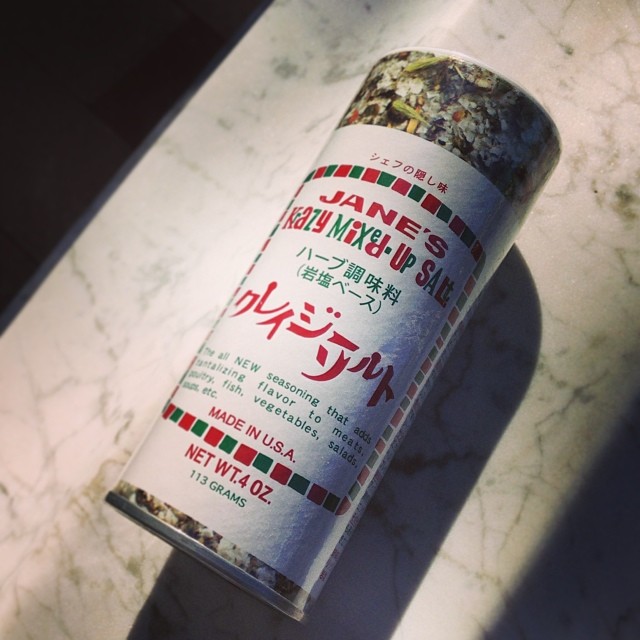 シェフの隠し味
JANE'S
Krazy Mixed-Up SALt
ハーブ調味料
(岩塩ベース)
クレイジーソルト
The all NEW seasoning that adds
tantalizing flavor to meats,
poultry, fish, vegetables, salads,
soups, etc.
MADE IN U.S.A.
NET WT.4 OZ.
113 GRAMS